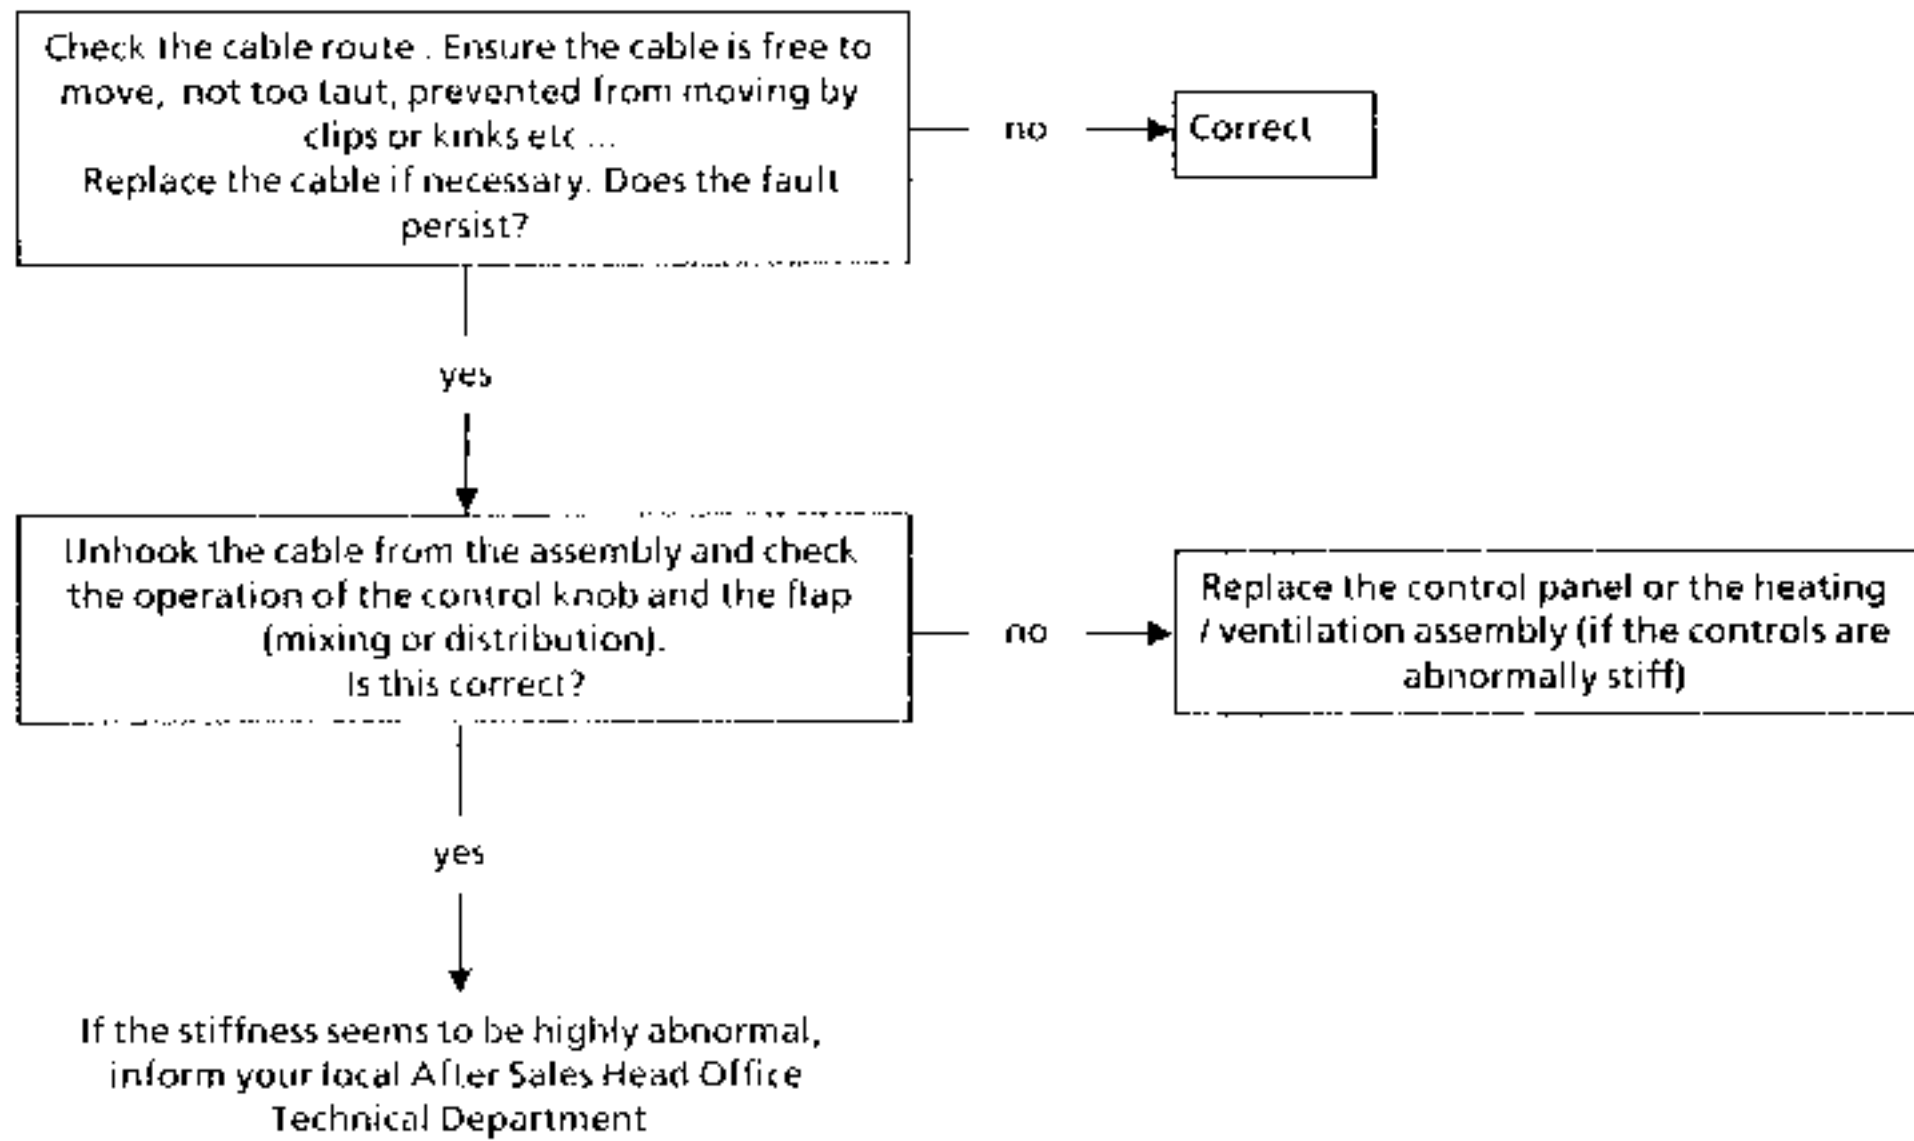 Check the cable route . Ensure the cable is free to
move, not too taut, prevented from moving by
clips or kinks etc ...
Replace the cable if necessary. Does the fault
persist?
no
Correct
yes
Unhook the cable from the assembly and check
the operation of the control knob and the flap
(mixing or distribution).
Is this correct?
no
Replace the control panel or the heating
/ ventilation assembly (if the controls are
abnormally stiff)
yes
If the stiffness seems to be highly abnormal,
inform your local After Sales Head Office
Technical Department